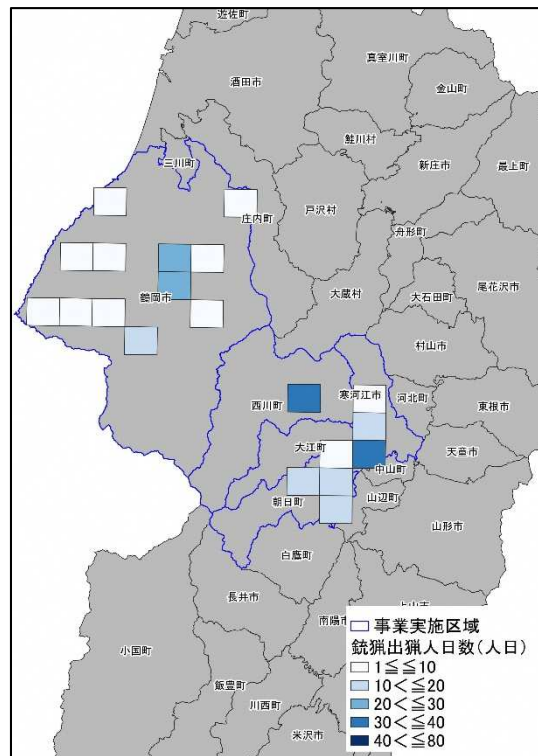 遊佐町
真室川町
酒田市
金山町
鮭川村
三川町
新庄市
最上町
戸沢村
庄内町
舟形町
大蔵村
大石田町
尾花沢市
鶴岡市
村山市
西川町
寒河江市
河北町
東根市
大江町
天童市
中山町
朝日町
山辺町
山形市
白鷹町
長井市
南陽市
上山市
小国町
飯豊町
川西町
米沢市
事業実施区域
銃猟出猟人日数(人日)
1≦≦10
10<≦20
20<≦30
30<≦40
40<≦80